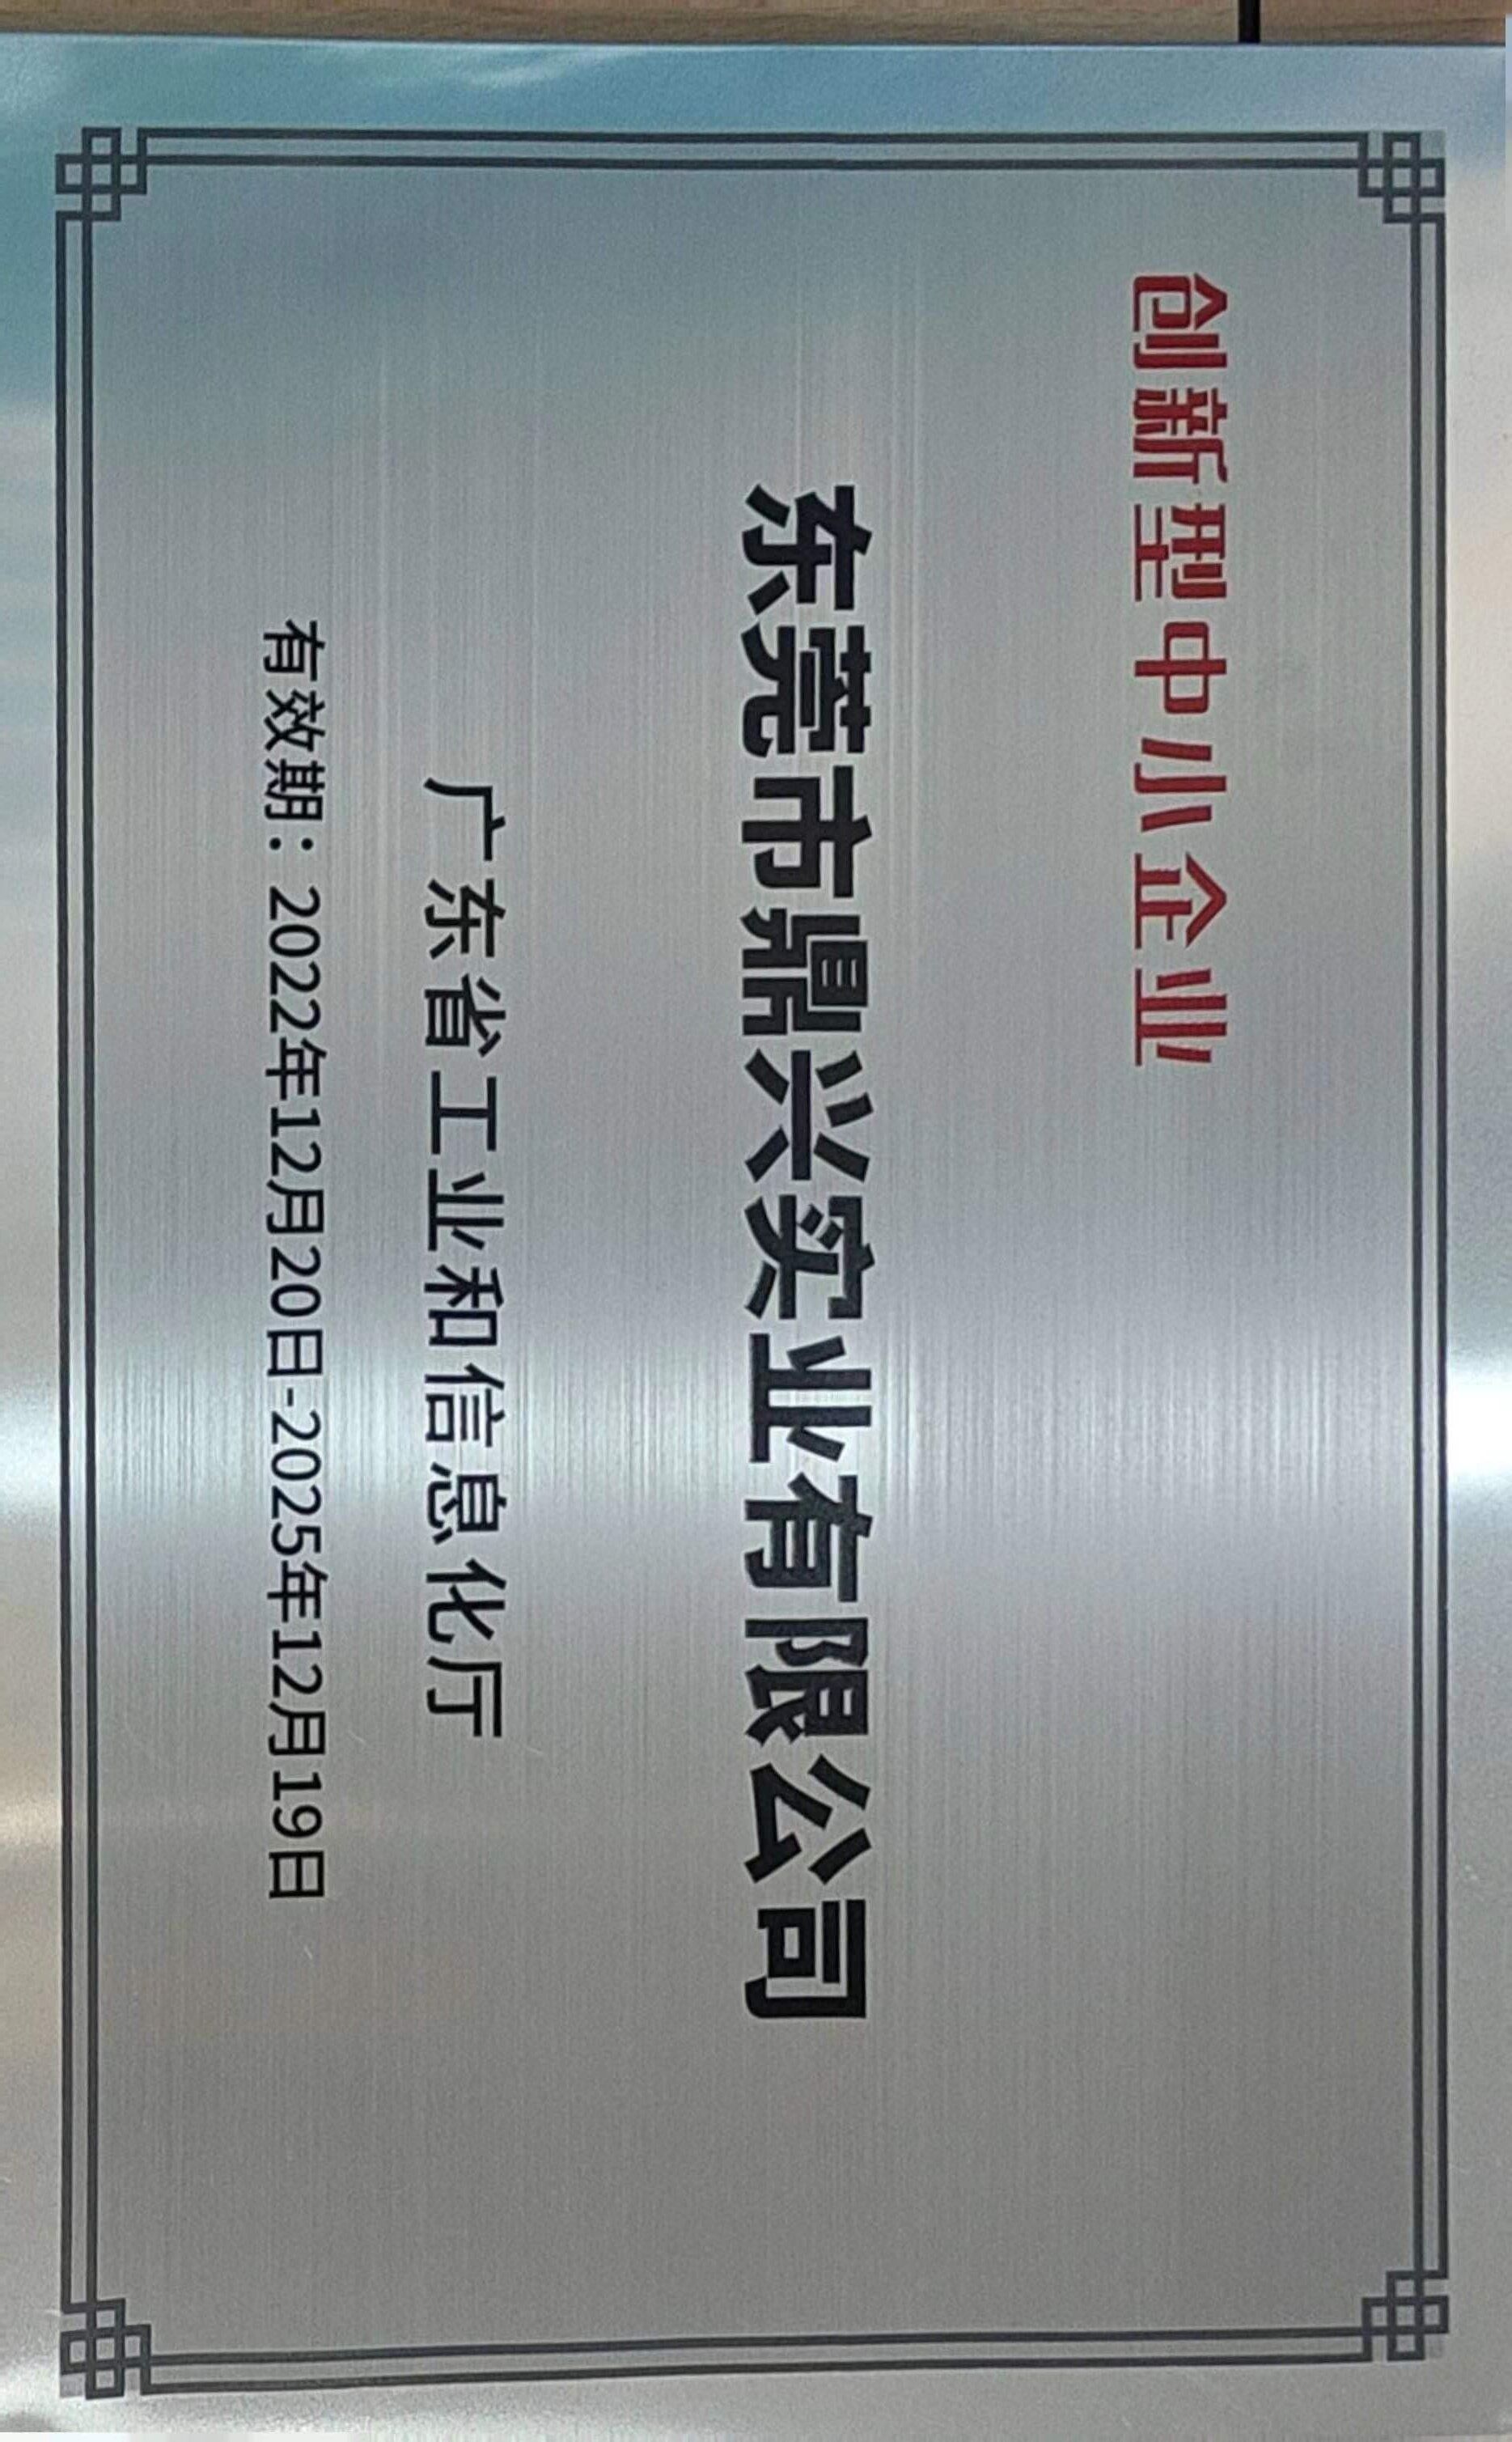 创新型中小企业
东莞市鼎兴实业有限公司
广东省工业和信息化厅
有效期：2022年12月20日-2025年12月19日